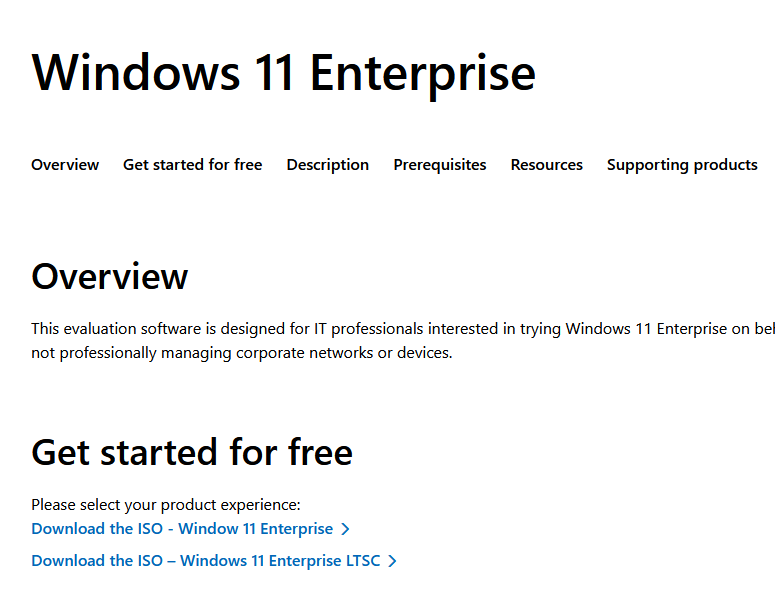 Windows 11 Enterprise
Overview Get started for free Description Prerequisites Resources Supporting products
Overview
This evaluation software is designed for IT professionals interested in trying Windows 11 Enterprise on
not professionally managing corporate networks or devices.
Get started for free
Please select your product experience:
Download the ISO - Window 11 Enterprise
Download the ISO – Windows 11 Enterprise LTSC